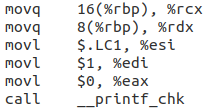 movq 16(%rbp), %rcx
movq 8(%rbp), %rdx
movl $.LC1, %esi
movl $1, %edi
movl $0, %eax
call __printf_chk